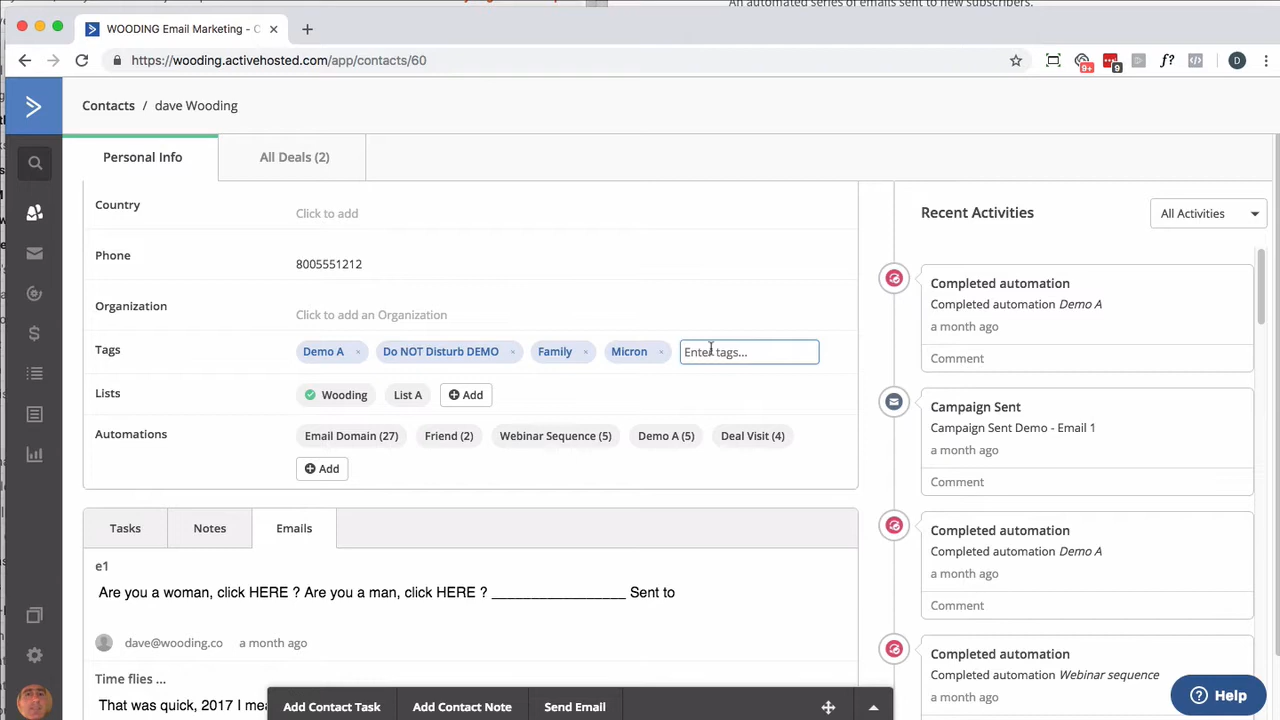 An automated series of emails sent to new subscribers.
WOODING Email Marketing - C
https://wooding.activehosted.com/app/contacts/60
9+
9
f?
D
Contacts / dave Wooding
Personal Info
All Deals (2)
Country
Click to add
Phone
8005551212
Organization
Click to add an Organization
Tags
Demo A × Do NOT Disturb DEMO × Family × Micron × Enter tags...
Lists
Wooding List A Add
Automations
Email Domain (27) Friend (2) Webinar Sequence (5) Demo A (5) Deal Visit (4)
Add
Tasks Notes Emails
e1
Are you a woman, click HERE ? Are you a man, click HERE ? _________________ Sent to
dave@wooding.co a month ago
Time flies ...
That was quick, 2017 I mea
Add Contact Task Add Contact Note Send Email
Recent Activities
All Activities
Completed automation
Completed automation Demo A
a month ago
Comment
Campaign Sent
Campaign Sent Demo - Email 1
a month ago
Comment
Completed automation
Completed automation Demo A
a month ago
Comment
Completed automation
Completed automation Webinar sequence
a month ago
Help